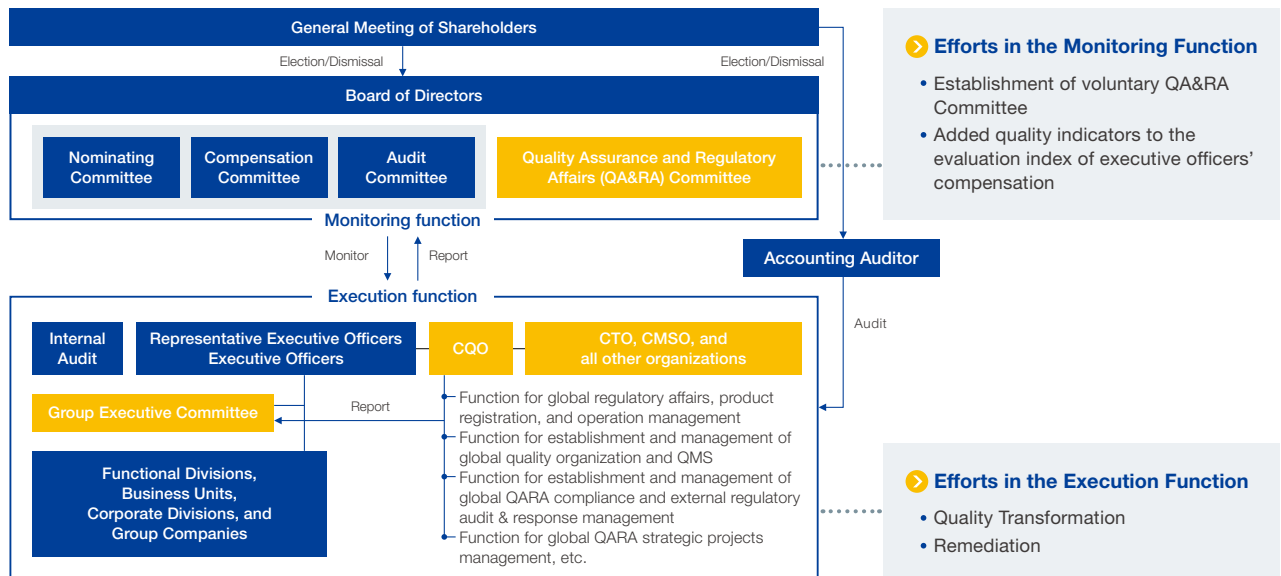 General Meeting of Shareholders
Election/Dismissal
Election/Dismissal
Board of Directors
Nominating
Committee
Compensation
Committee
Audit
Committee
Quality Assurance and Regulatory
Affairs (QA&RA) Committee
Monitoring function
Monitor
Report
Efforts in the Monitoring Function
• Establishment of voluntary QA&RA
Committee
• Added quality indicators to the
evaluation index of executive officers’
compensation
Accounting Auditor
Audit
Execution function
Internal
Audit
Representative Executive Officers
Executive Officers
CQO
CTO, CMSO, and
all other organizations
Group Executive Committee
Report
Functional Divisions,
Business Units,
Corporate Divisions, and
Group Companies
Function for global regulatory affairs, product
registration, and operation management
Function for establishment and management of
global quality organization and QMS
Function for establishment and management of
global QARA compliance and external regulatory
audit & response management
Function for global QARA strategic projects
management, etc.
Efforts in the Execution Function
• Quality Transformation
• Remediation